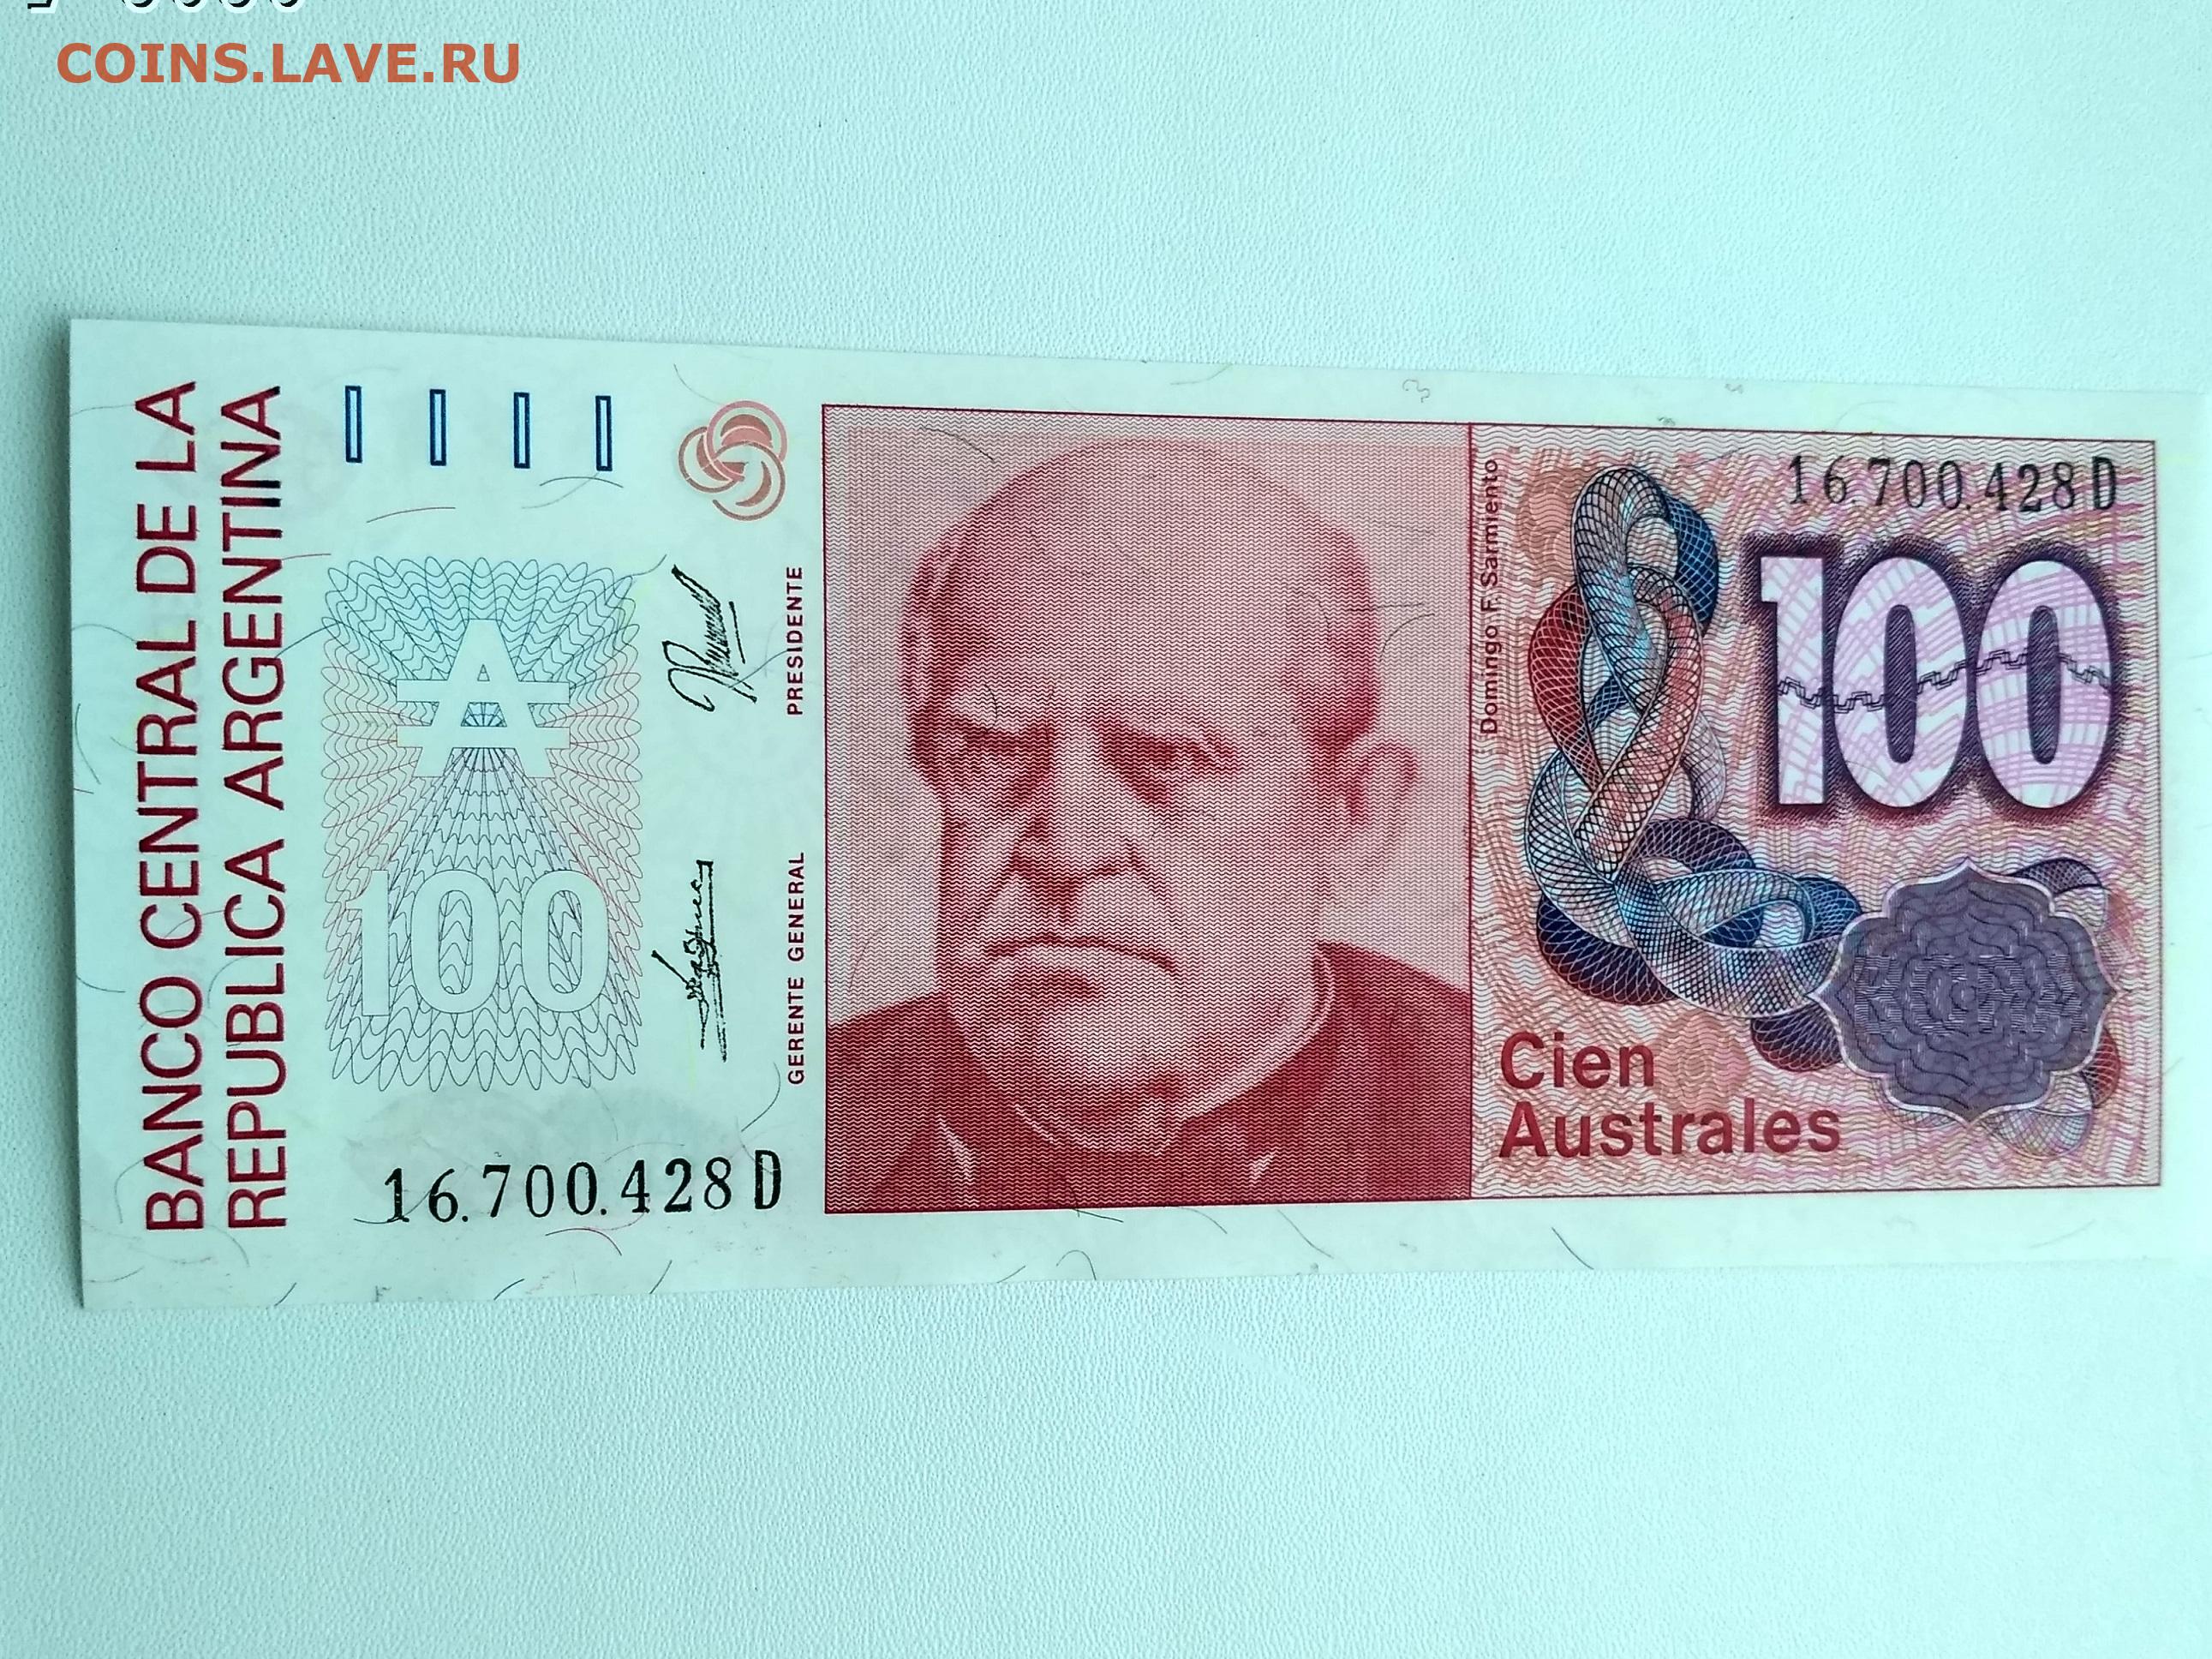 COINS.LAVE.RU
BANCO CENTRAL DE LA
REPUBLICA ARGENTINA
A
100
16.700.428 D
PRESIDENTE
GERENTE GENERAL
Domingo F. Sarmiento
16.700.428 D
100
Cien
Australes